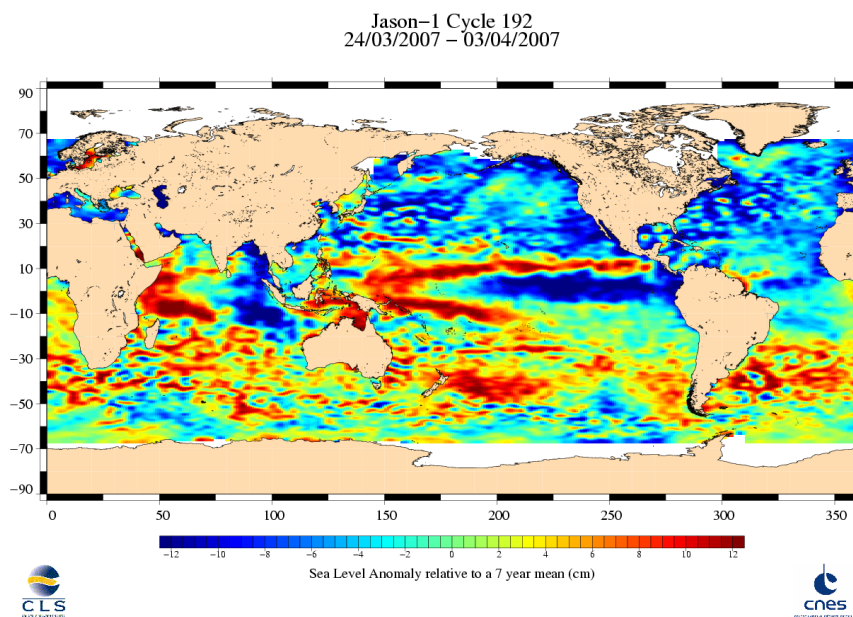 Jason−1 Cycle 192
24/03/2007 − 03/04/2007
90
70
50
30
10
−10
−30
−50
−70
−90
0 50 100 150 200 250 300 350
−12 −10 −8 −6 −4 −2 0 2 4 6 8 10 12
Sea Level Anomaly relative to a 7 year mean (cm)
CLS
cnes